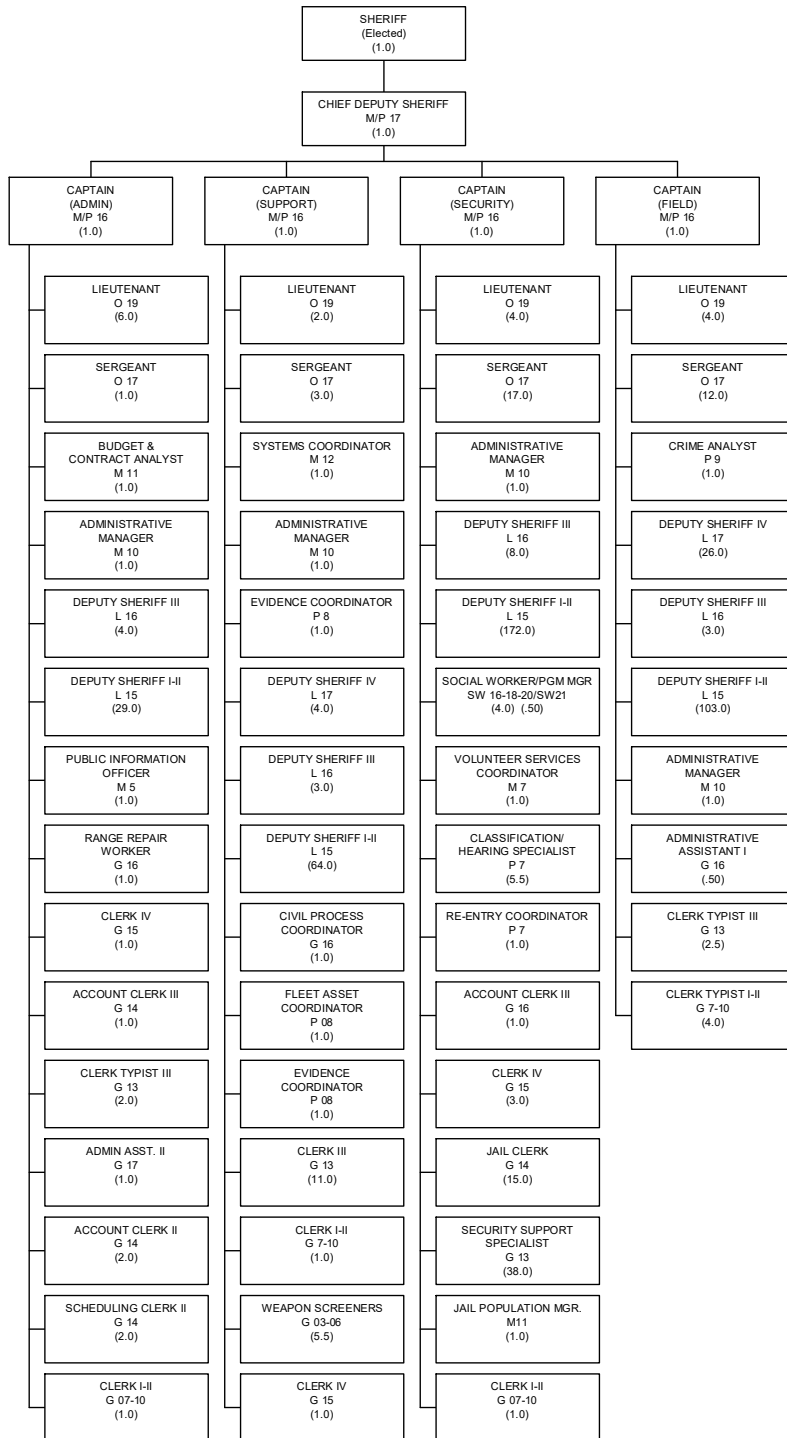 SHERIFF
(Elected)
(1.0)
CHIEF DEPUTY SHERIFF
M/P 17
(1.0)
CAPTAIN
(ADMIN)
M/P 16
(1.0)
CAPTAIN
(SUPPORT)
M/P 16
(1.0)
CAPTAIN
(SECURITY)
M/P 16
(1.0)
CAPTAIN
(FIELD)
M/P 16
(1.0)
LIEUTENANT
O 19
(6.0)
SERGEANT
O 17
(1.0)
BUDGET &
CONTRACT ANALYST
M 11
(1.0)
ADMINISTRATIVE
MANAGER
M 10
(1.0)
DEPUTY SHERIFF III
L 16
(4.0)
DEPUTY SHERIFF I-II
L 15
(29.0)
PUBLIC INFORMATION
OFFICER
M 5
(1.0)
RANGE REPAIR
WORKER
G 16
(1.0)
CLERK IV
G 15
(1.0)
ACCOUNT CLERK III
G 14
(1.0)
CLERK TYPIST III
G 13
(2.0)
ADMIN ASST. II
G 17
(1.0)
ACCOUNT CLERK II
G 14
(2.0)
SCHEDULING CLERK II
G 14
(2.0)
CLERK I-II
G 07-10
(1.0)
LIEUTENANT
O 19
(2.0)
SERGEANT
O 17
(3.0)
SYSTEMS COORDINATOR
M 12
(1.0)
ADMINISTRATIVE
MANAGER
M 10
(1.0)
EVIDENCE COORDINATOR
P 8
(1.0)
DEPUTY SHERIFF IV
L 17
(4.0)
DEPUTY SHERIFF III
L 16
(3.0)
DEPUTY SHERIFF I-II
L 15
(64.0)
CIVIL PROCESS
COORDINATOR
G 16
(1.0)
FLEET ASSET
COORDINATOR
P 08
(1.0)
EVIDENCE
COORDINATOR
P 08
(1.0)
CLERK III
G 13
(11.0)
CLERK I-II
G 7-10
(1.0)
WEAPON SCREENERS
G 03-06
(5.5)
CLERK IV
G 15
(1.0)
LIEUTENANT
O 19
(4.0)
SERGEANT
O 17
(17.0)
ADMINISTRATIVE
MANAGER
M 10
(1.0)
DEPUTY SHERIFF III
L 16
(8.0)
DEPUTY SHERIFF I-II
L 15
(172.0)
SOCIAL WORKER/PGM MGR
SW 16-18-20/SW21
(4.0) (.50)
VOLUNTEER SERVICES
COORDINATOR
M 7
(1.0)
CLASSIFICATION/
HEARING SPECIALIST
P 7
(5.5)
RE-ENTRY COORDINATOR
P 7
(1.0)
ACCOUNT CLERK III
G 16
(1.0)
CLERK IV
G 15
(3.0)
JAIL CLERK
G 14
(15.0)
SECURITY SUPPORT
SPECIALIST
G 13
(38.0)
JAIL POPULATION MGR.
M11
(1.0)
CLERK I-II
G 07-10
(1.0)
LIEUTENANT
O 19
(4.0)
SERGEANT
O 17
(12.0)
CRIME ANALYST
P 9
(1.0)
DEPUTY SHERIFF IV
L 17
(26.0)
DEPUTY SHERIFF III
L 16
(3.0)
DEPUTY SHERIFF I-II
L 15
(103.0)
ADMINISTRATIVE
MANAGER
M 10
(1.0)
ADMINISTRATIVE
ASSISTANT I
G 16
(.50)
CLERK TYPIST III
G 13
(2.5)
CLERK TYPIST I-II
G 7-10
(4.0)